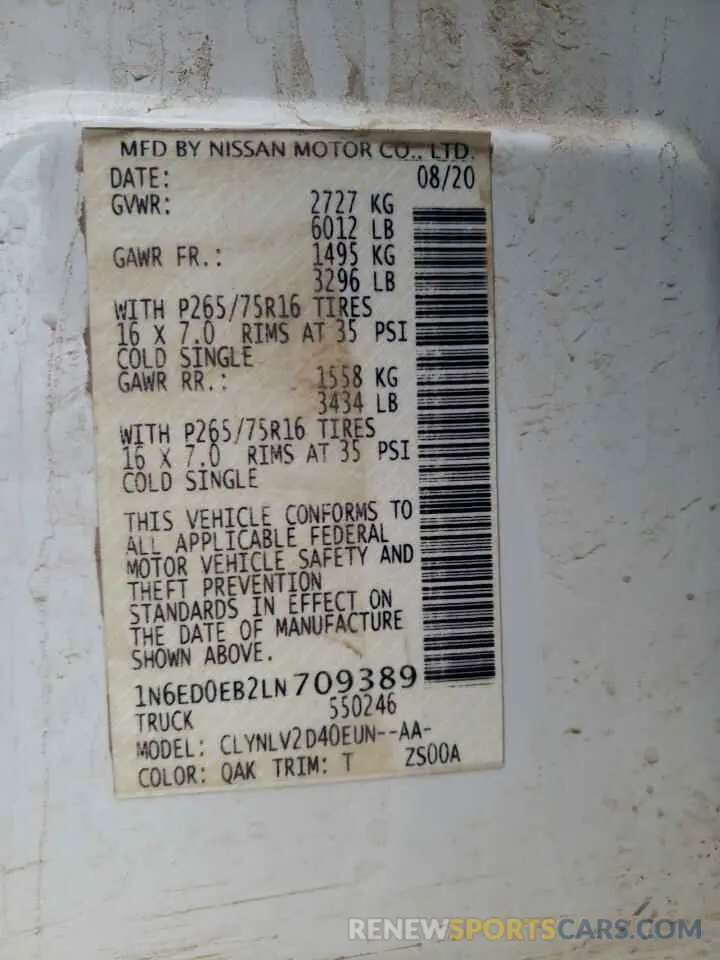 MFD BY NISSAN MOTOR CO., LTD.
DATE: 08/20
GVWR: 2727 KG
6012 LB
GAWR FR.: 1495 KG
3296 LB
WITH P265/75R16 TIRES
16 X 7.0 RIMS AT 35 PSI
COLD SINGLE
GAWR RR.: 1558 KG
3434 LB
WITH P265/75R16 TIRES
16 X 7.0 RIMS AT 35 PSI
COLD SINGLE
THIS VEHICLE CONFORMS TO
ALL APPLICABLE FEDERAL
MOTOR VEHICLE SAFETY AND
THEFT PREVENTION
STANDARDS IN EFFECT ON
THE DATE OF MANUFACTURE
SHOWN ABOVE.
1N6ED0EB2LN709389
TRUCK 550246
MODEL: CLYNLV2D40EUN--AA-
COLOR: QAK TRIM: T ZS00A
RENEWSPORTSCARS.COM